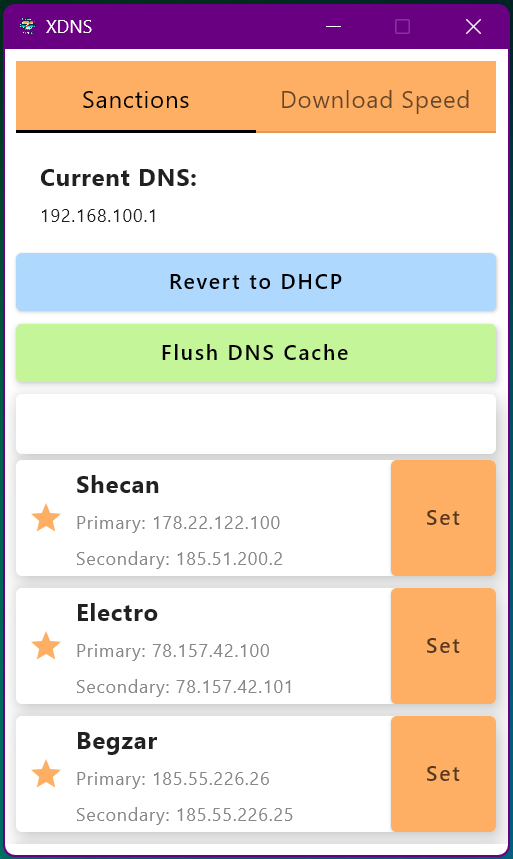 XDNS
Sanctions
Download Speed
Current DNS:
192.168.100.1
Revert to DHCP
Flush DNS Cache
Shecan
Primary: 178.22.122.100
Secondary: 185.51.200.2
Set
Electro
Primary: 78.157.42.100
Secondary: 78.157.42.101
Set
Begzar
Primary: 185.55.226.26
Secondary: 185.55.226.25
Set